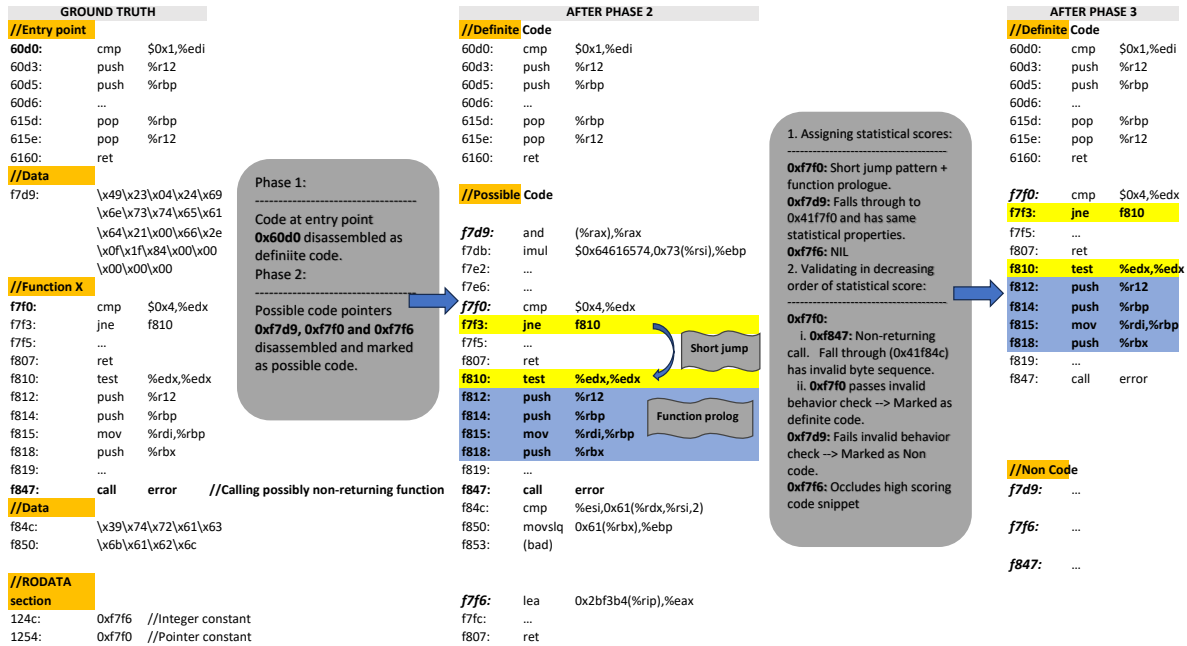 GROUND TRUTH
//Entry point
60d0: cmp $0x1,%edi
60d3: push %r12
60d5: push %rbp
60d6: …
615d: pop %rbp
615e: pop %r12
6160: ret
//Data
f7d9: \x49\x23\x04\x24\x69
\x6e\x73\x74\x65\x61
\x64\x21\x00\x66\x2e
\x0f\x1f\x84\x00\x00
\x00\x00\x00
//Function X
f7f0: cmp $0x4,%edx
f7f3: jne f810
f7f5: …
f807: ret
f810: test %edx,%edx
f812: push %r12
f814: push %rbp
f815: mov %rdi,%rbp
f818: push %rbx
f819: …
f847: call error //Calling possibly non-returning function
//Data
f84c: \x39\x74\x72\x61\x63
f850: \x6b\x61\x62\x6c
//RODATA
section
124c: 0xf7f6 //Integer constant
1254: 0xf7f0 //Pointer constant
Phase 1:
-----------------------------------
Code at entry point
0x60d0 disassembled as
definiite code.
Phase 2:
-----------------------------------
Possible code pointers
0xf7d9, 0xf7f0 and 0xf7f6
disassembled and marked
as possible code.
AFTER PHASE 2
//Definite Code
60d0: cmp $0x1,%edi
60d3: push %r12
60d5: push %rbp
60d6: …
615d: pop %rbp
615e: pop %r12
6160: ret
//Possible Code
f7d9: and (%rax),%rax
f7db: imul $0x64616574,0x73(%rsi),%ebp
f7e2: …
f7e6: …
f7f0: cmp $0x4,%edx
f7f3: jne f810
f7f5: …
f807: ret
f810: test %edx,%edx
f812: push %r12
f814: push %rbp
f815: mov %rdi,%rbp
f818: push %rbx
f819: …
f847: call error
f84c: cmp %esi,0x61(%rdx,%rsi,2)
f850: movslq 0x61(%rbx),%ebp
f853: (bad)
f7f6: lea 0x2bf3b4(%rip),%eax
f7fc: …
f807: ret
Short jump
Function prolog
1. Assigning statistical scores:
-----------------------------------
0xf7f0: Short jump pattern +
function prologue.
0xf7d9: Falls through to
0x41f7f0 and has same
statistical properties.
0xf7f6: NIL
2. Validating in decreasing
order of statistical score:
-----------------------------------
0xf7f0:
i. 0xf847: Non-returning
call. Fall through (0x41f84c)
has invalid byte sequence.
ii. 0xf7f0 passes invalid
behavior check --> Marked as
definite code.
0xf7d9: Fails invalid behavior
check --> Marked as Non
code.
0xf7f6: Occludes high scoring
code snippet
AFTER PHASE 3
//Definite Code
60d0: cmp $0x1,%edi
60d3: push %r12
60d5: push %rbp
60d6: …
615d: pop %rbp
615e: pop %r12
6160: ret
f7f0: cmp $0x4,%edx
f7f3: jne f810
f7f5: …
f807: ret
f810: test %edx,%edx
f812: push %r12
f814: push %rbp
f815: mov %rdi,%rbp
f818: push %rbx
f819: …
f847: call error
//Non Code
f7d9: …
f7f6: …
f847: …